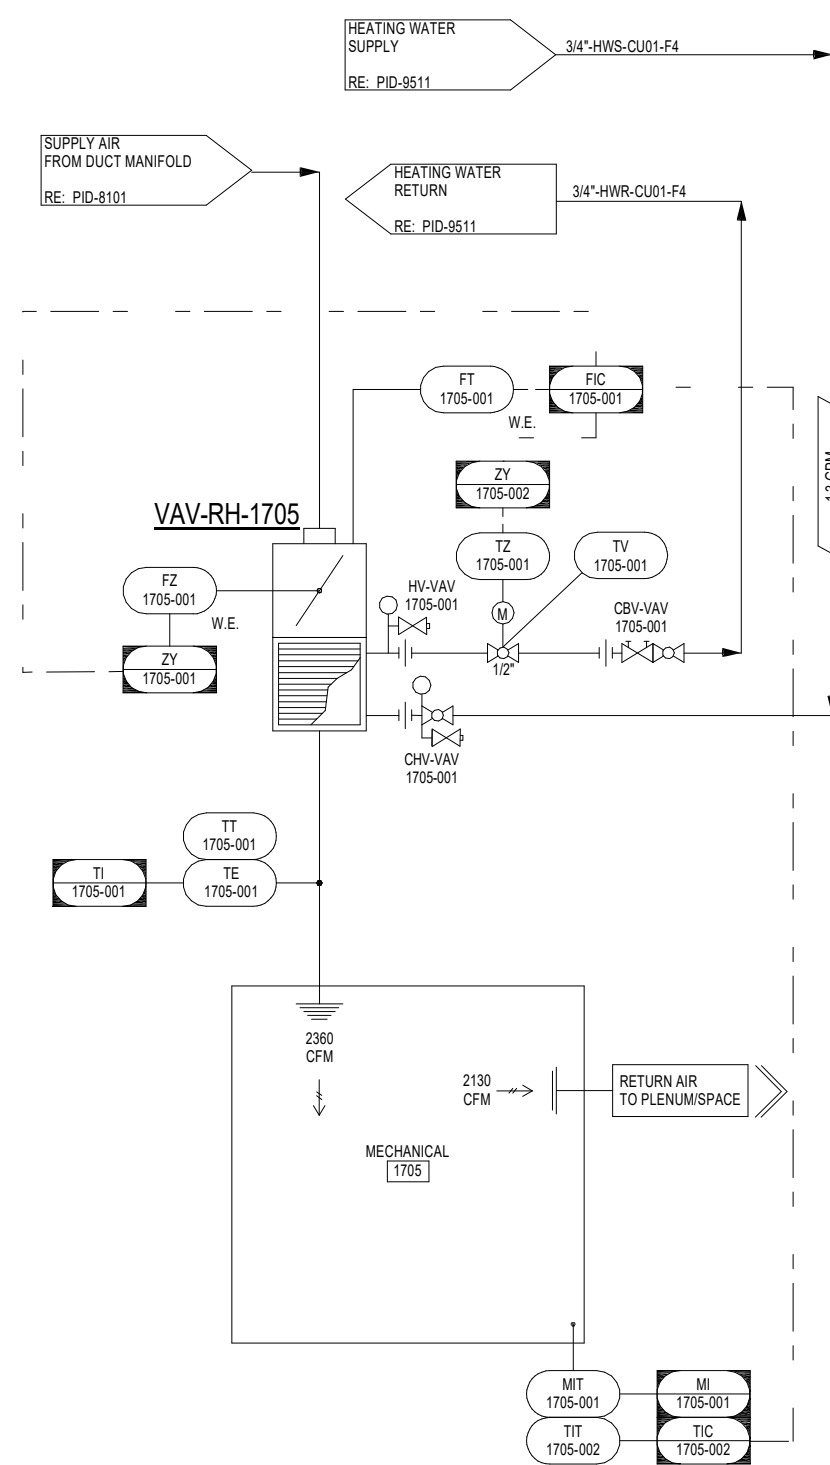 HEATING WATER
SUPPLY
RE: PID-9511
3/4"-HWS-CU01-F4
SUPPLY AIR
FROM DUCT MANIFOLD
RE: PID-8101
HEATING WATER
RETURN
RE: PID-9511
3/4"-HWR-CU01-F4
FT
1705-001
FIC
1705-001
W.E.
ZY
1705-002
VAV-RH-1705
TZ
1705-001
TV
1705-001
FZ
1705-001
W.E.
HV-VAV
1705-001
M
CBV-VAV
1705-001
ZY
1705-001
1/2"
CHV-VAV
1705-001
TT
1705-001
TI
1705-001
TE
1705-001
2360
CFM
2130
CFM
RETURN AIR
TO PLENUM/SPACE
MECHANICAL
1705
MIT
1705-001
MI
1705-001
TIT
1705-002
TIC
1705-002